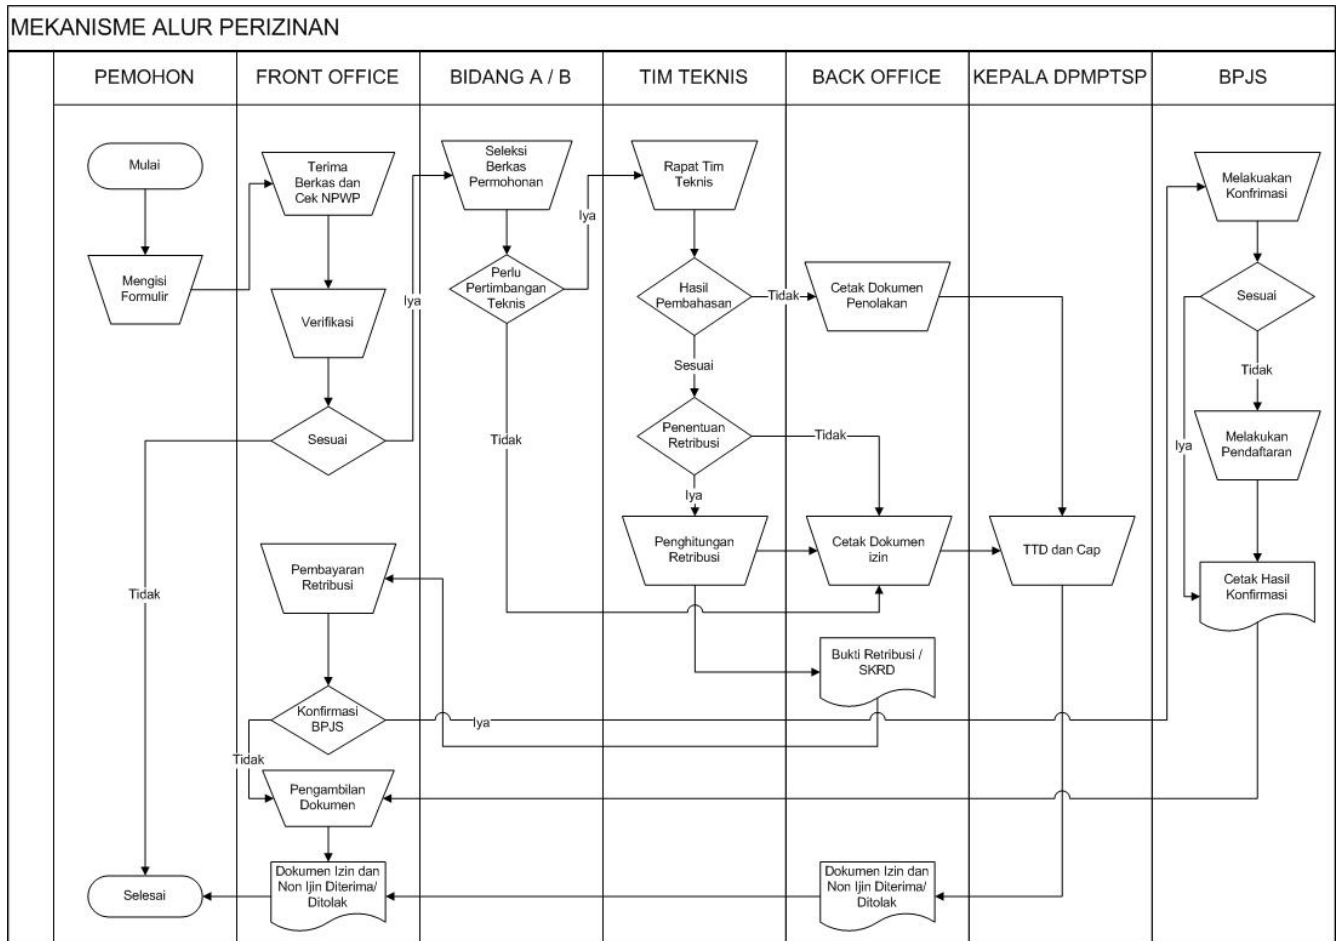 MEKANISME ALUR PERIZINAN
PEMOHON
FRONT OFFICE
BIDANG A / B
TIM TEKNIS
BACK OFFICE
KEPALA DPMPTSP
BPJS
Mulai
Mengisi
Formulir
Terima
Berkas dan
Cek NPWP
Verifikasi
Sesuai
Iya
Tidak
Pembayaran
Retribusi
Konfirmasi
BPJS
Iya
Tidak
Pengambilan
Dokumen
Dokumen Izin dan
Non Ijin Diterima/
Ditolak
Selesai
Seleksi
Berkas
Permohonan
Perlu
Pertimbangan
Teknis
Iya
Tidak
Rapat Tim
Teknis
Hasil
Pembahasan
Tidak
Sesuai
Penentuan
Retribusi
Tidak
Iya
Penghitungan
Retribusi
Cetak Dokumen
Penolakan
Cetak Dokumen
izin
Bukti Retribusi /
SKRD
Dokumen Izin dan
Non Ijin Diterima/
Ditolak
TTD dan Cap
Melakuakan
Konfrimasi
Sesuai
Tidak
Iya
Melakukan
Pendaftaran
Cetak Hasil
Konfirmasi